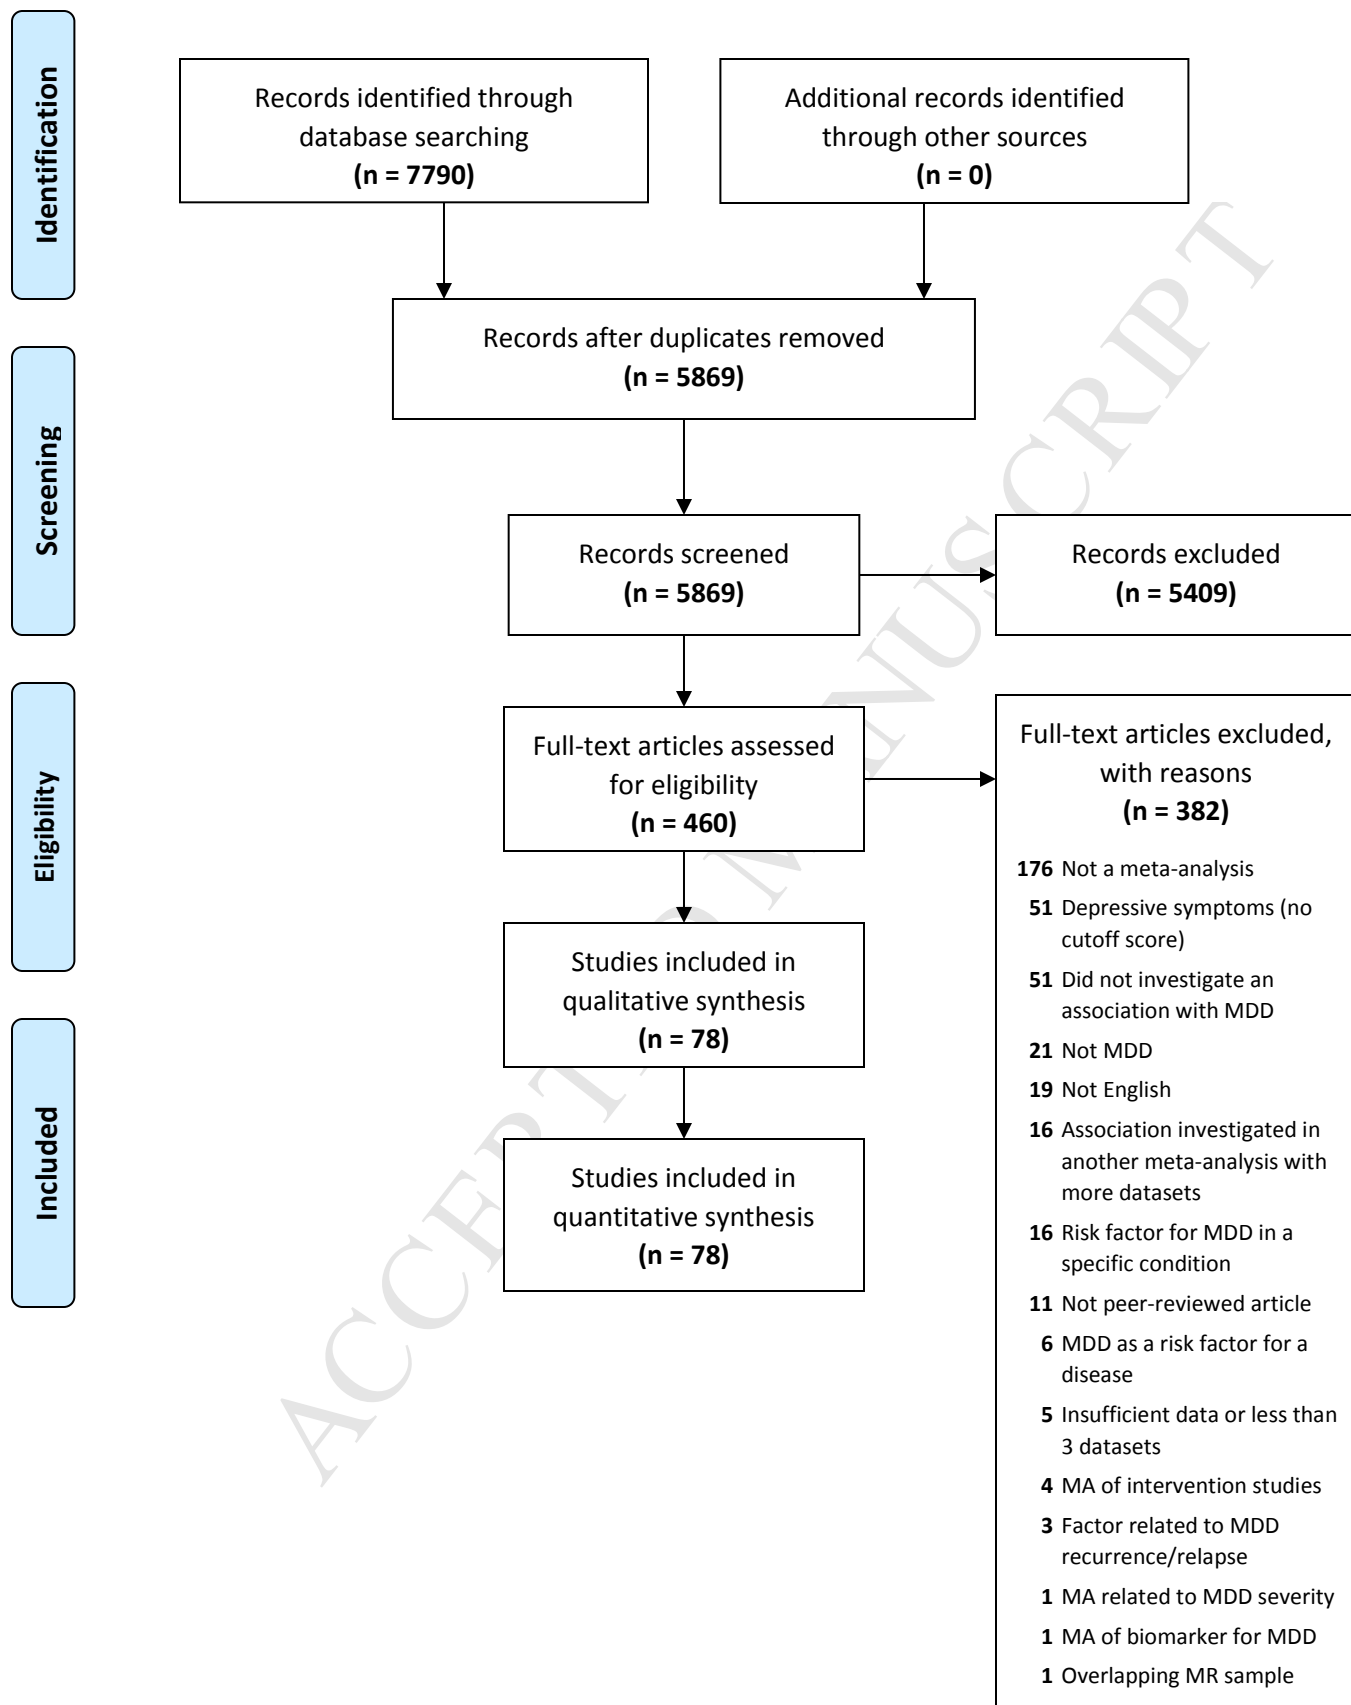 Identification
Records identified through
database searching
(n = 7790)
Additional records identified
through other sources
(n = 0)
Records after duplicates removed
(n = 5869)
Screening
Records screened
(n = 5869)
Records excluded
(n = 5409)
Eligibility
Full-text articles assessed
for eligibility
(n = 460)
Full-text articles excluded,
with reasons
(n = 382)
176 Not a meta-analysis
51 Depressive symptoms (no
cutoff score)
51 Did not investigate an
association with MDD
21 Not MDD
19 Not English
16 Association investigated in
another meta-analysis with
more datasets
16 Risk factor for MDD in a
specific condition
11 Not peer-reviewed article
6 MDD as a risk factor for a
disease
5 Insufficient data or less than
3 datasets
4 MA of intervention studies
3 Factor related to MDD
recurrence/relapse
1 MA related to MDD severity
1 MA of biomarker for MDD
1 Overlapping MR sample
Studies included in
qualitative synthesis
(n = 78)
Included
Studies included in
quantitative synthesis
(n = 78)
ACCEPTED MANUSCRIPT